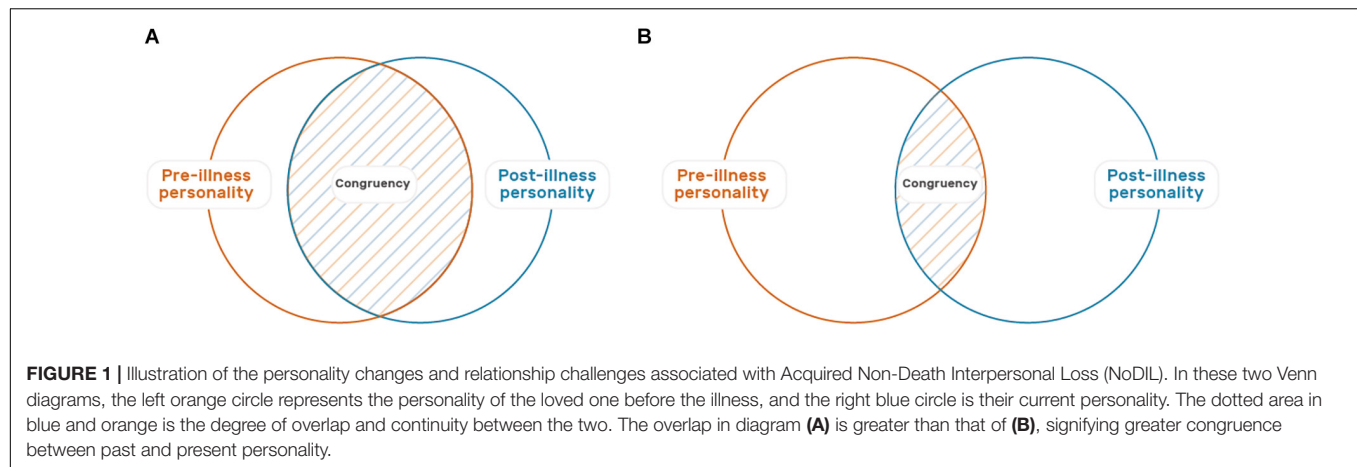 A
B
Pre-illness
personality
Congruency
Post-illness
personality
Pre-illness
personality
Congruency
Post-illness
personality
FIGURE 1 | Illustration of the personality changes and relationship challenges associated with Acquired Non-Death Interpersonal Loss (NoDIL). In these two Venn
diagrams, the left orange circle represents the personality of the loved one before the illness, and the right blue circle is their current personality. The dotted area in
blue and orange is the degree of overlap and continuity between the two. The overlap in diagram (A) is greater than that of (B), signifying greater congruence
between past and present personality.